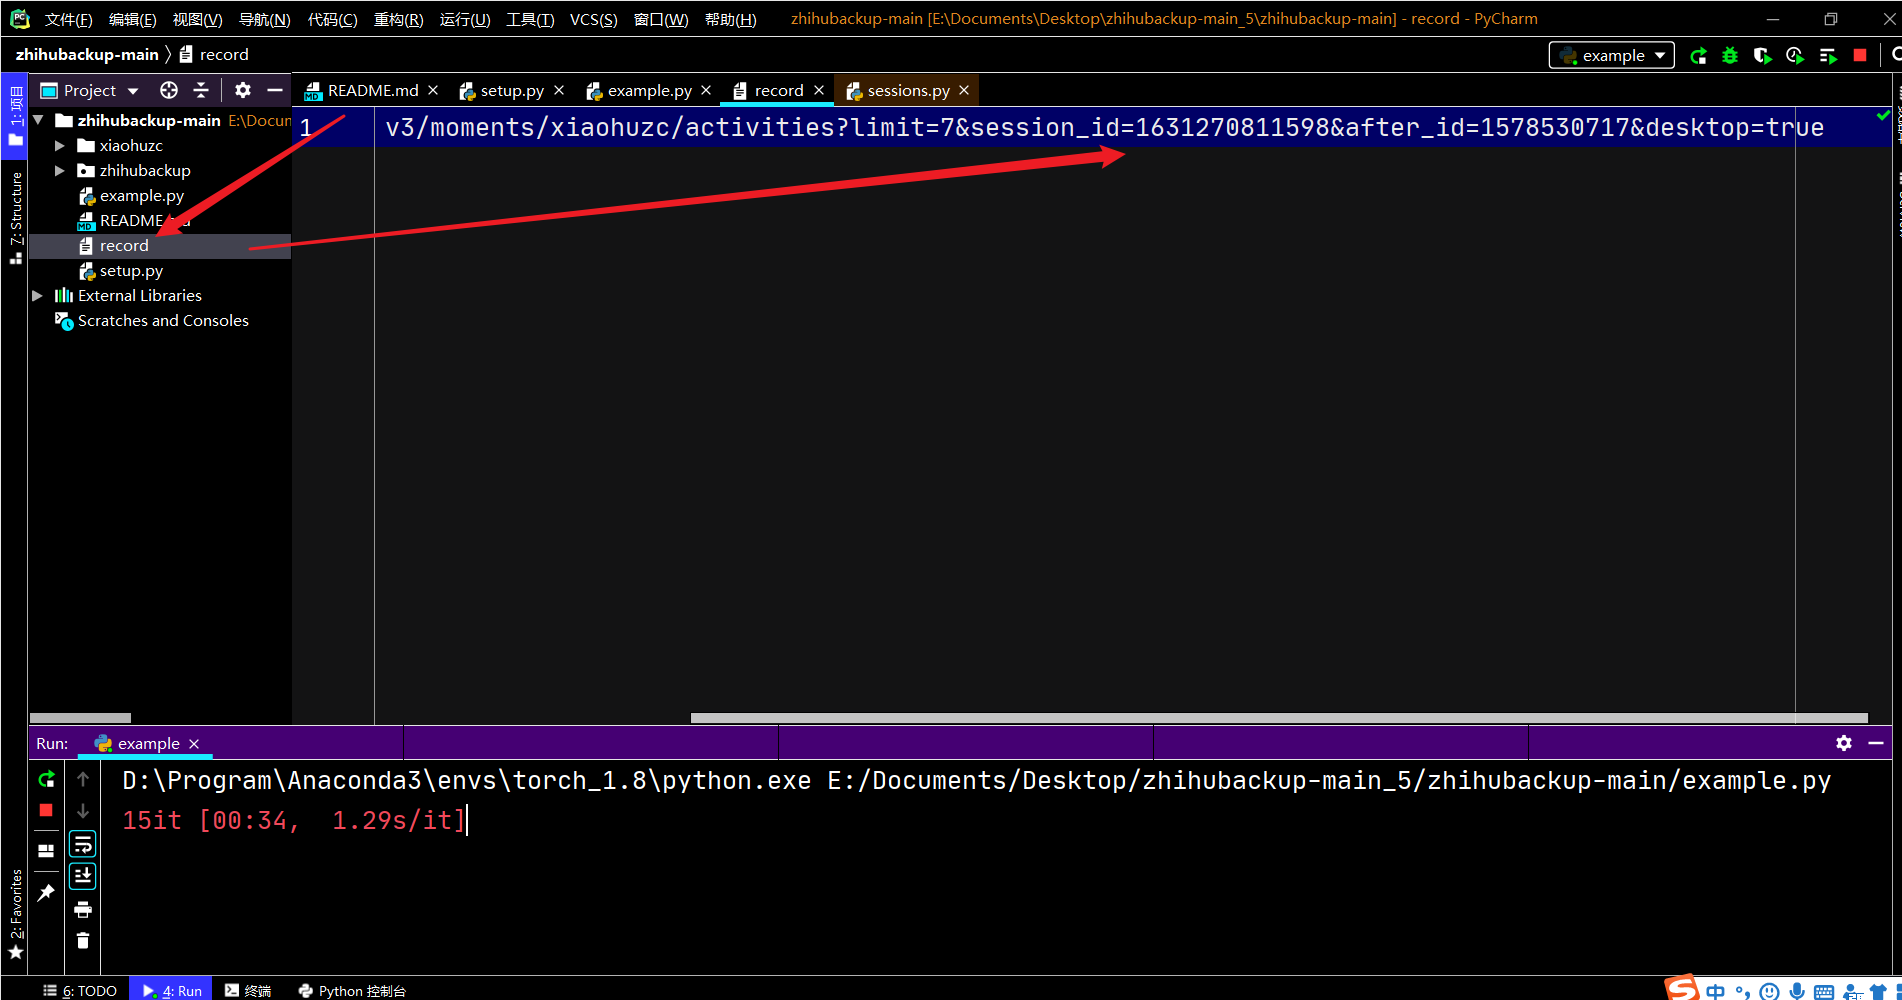 文件(F) 编辑(E) 视图(V) 导航(N) 代码(C) 重构(R) 运行(U) 工具(T) VCS(S) 窗口(W) 帮助(H) zhihubackup-main [E:\Documents\Desktop\zhihubackup-main_5\zhihubackup-main] - record - PyCharm
zhihubackup-main record example
1:项目 Project README.md setup.py example.py record sessions.py
zhihubackup-main E:\Docun
1 v3/moments/xiaohuzc/activities?limit=7&session_id=1631270811598&after_id=1578530717&desktop=true
xiaohuzc
zhihubackup
example.py
README
record
setup.py
External Libraries
Scratches and Consoles
7: Structure
Run: example
D:\Program\Anaconda3\envs\torch_1.8\python.exe E:/Documents/Desktop/zhihubackup-main_5/zhihubackup-main/example.py
15it [00:34, 1.29s/it]
2: Favorites
6: TODO 4: Run 终端 Python 控制台
S 中